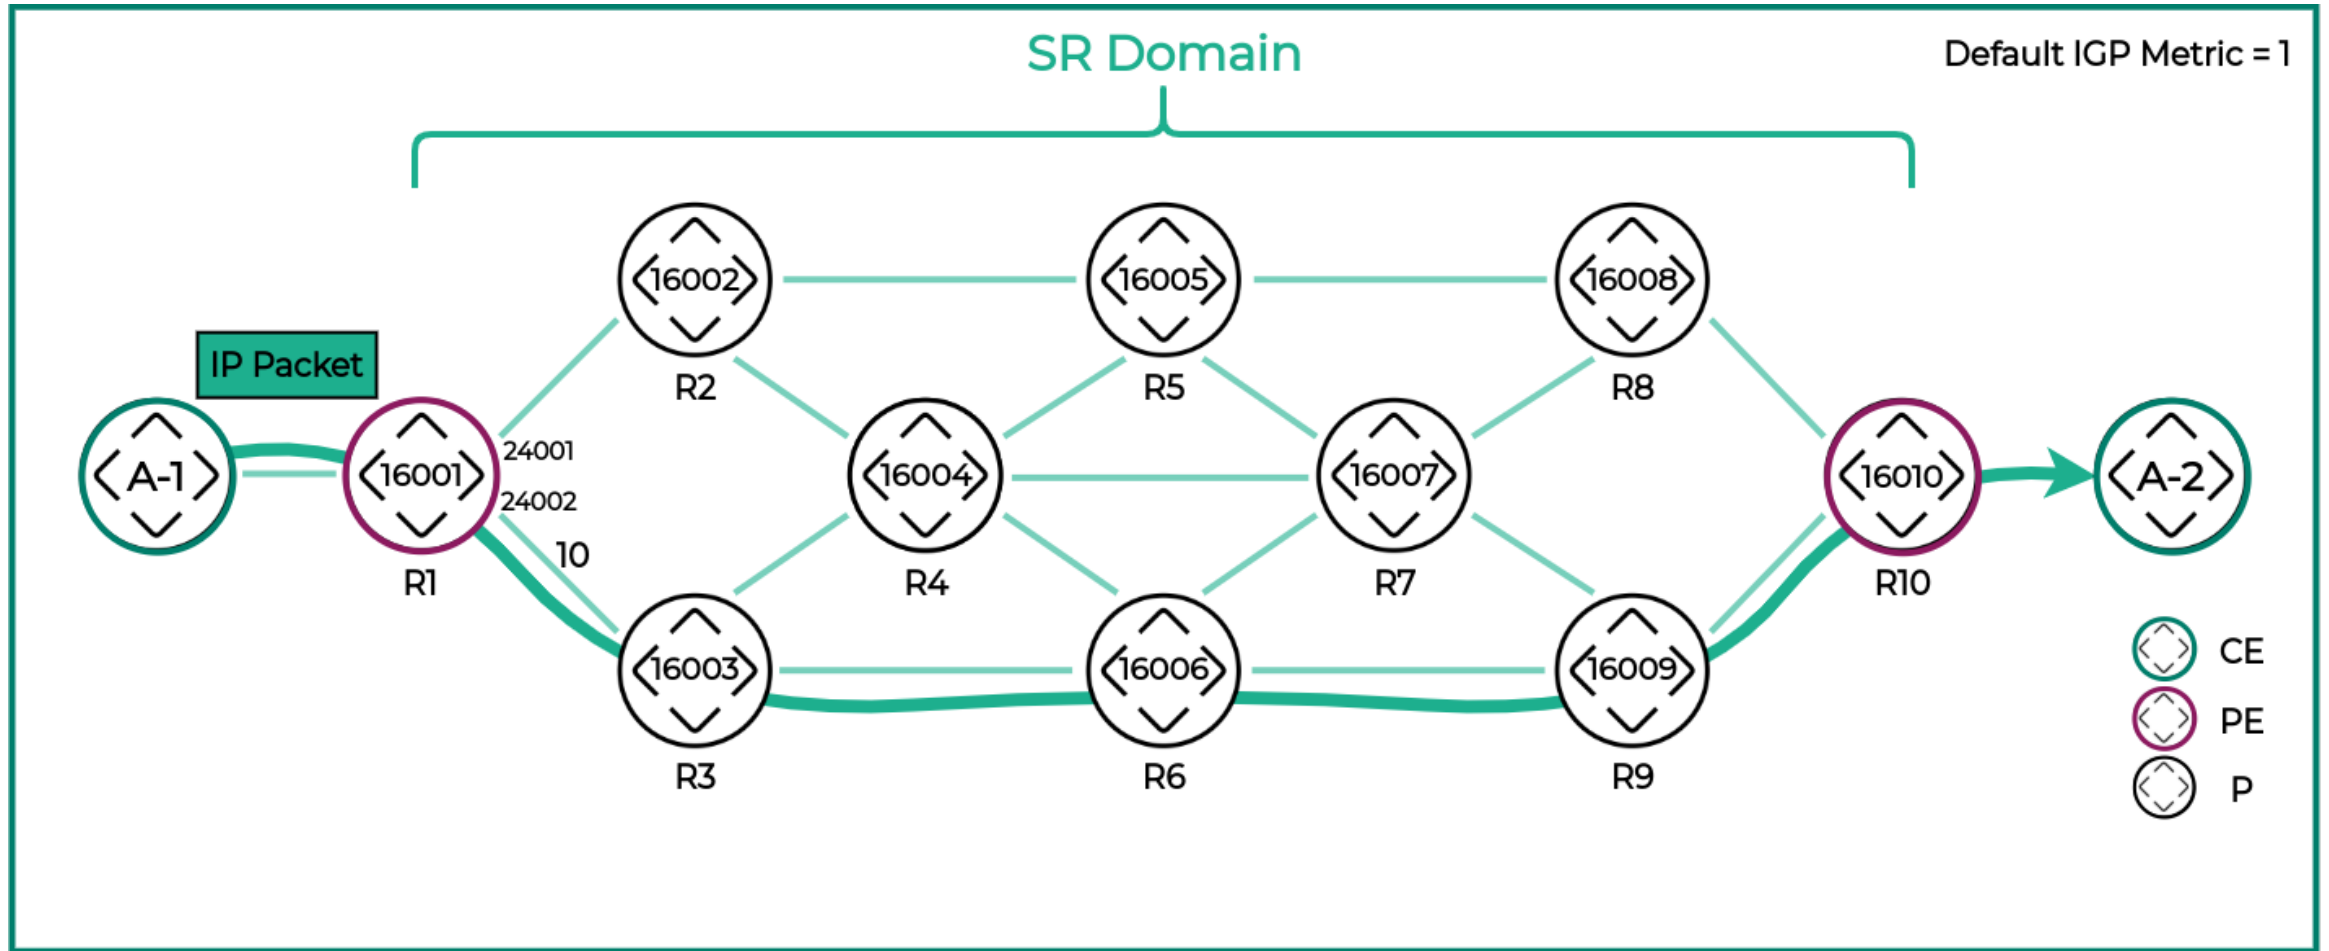 SR Domain
Default IGP Metric = 1
16002
16005
16008
R2
R5
R8
IP Packet
A-1
16001
24001
24002
10
R1
16004
R4
16007
R7
16010
R10
A-2
16003
R3
16006
R6
16009
R9
CE
PE
P